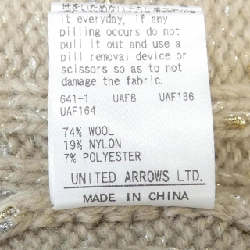 it everyday, if any
pilling occurs do not
pull it out and use a
pill removal device or
scissors so as to not
damage the fabric.
641-1 UAF8 UAF136
UAF164
74% WOOL
19% NYLON
7% POLYESTER
UNITED ARROWS LTD.
MADE IN CHINA